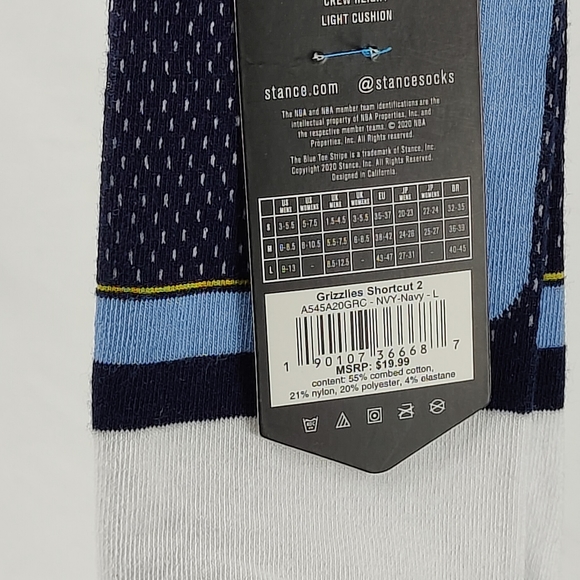 CREW HEIGHT
LIGHT CUSHION
stance.com @stancesocks
The NBA and NBA member team identifications are the
intellectual property of NBA Properties, Inc. and
the respective member teams. © 2020 NBA
Properties, Inc. All Rights Reserved.
The Blue Toe Stripe is a trademark of Stance, Inc.
Copyright 2020 Stance, Inc. All Rights Reserved.
Designed in California.
US MENS US WOMENS UK MENS UK WOMENS EU JP MENS JP WOMENS BR
S 3-5.5 5-7.5 1.5-4.5 3-5.5 35-37 20-23 22-24 32-35
M 6-8.5 8-10.5 5.5-7.5 6-8.5 38-42 24-26 25-27 36-39
L 9-13 - 8.5-12.5 - 43-47 27-31 - 40-45
Grizzlies Shortcut 2
A545A20GRC - NVY-Navy - L
1 90107 36668 7
MSRP: $19.99
content: 55% combed cotton,
21% nylon, 20% polyester, 4% elastane